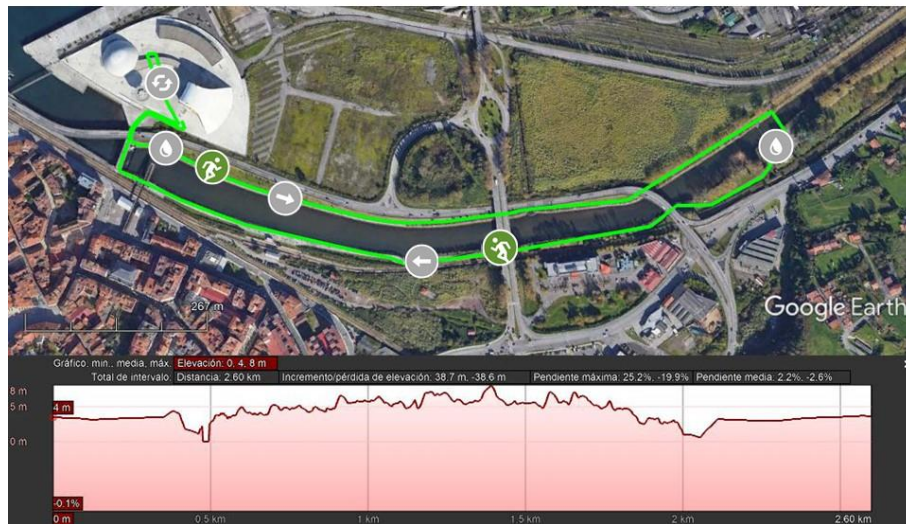 267 m
Google Earth
Gráfico. min., media, máx. Elevación: 0, 4, 8 m
Total de intervalo. Distancia: 2.60 km Incremento/pérdida de elevación: 38.7 m, -38.6 m Pendiente máxima: 25.2%, -19.9% Pendiente media: 2.2%, -2.6%
8 m
4 m
5 m
0 m
-0.1%
0 m 0.5 km 1 km 1.5 km 2 km 2.60 km